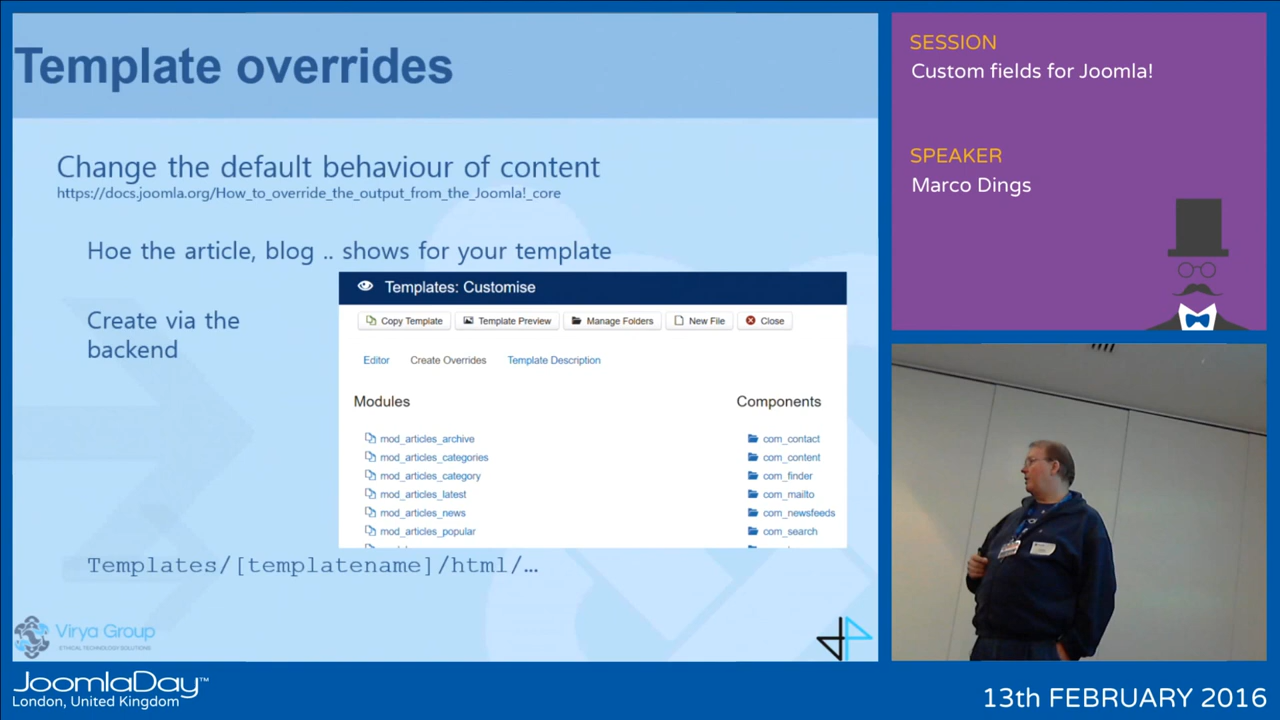 Template overrides
Change the default behaviour of content
https://docs.joomla.org/How_to_override_the_output_from_the_Joomla!_core
Hoe the article, blog .. shows for your template
Create via the
backend
Templates: Customise
Copy Template
Template Preview
Manage Folders
New File
Close
Editor
Create Overrides
Template Description
Modules
mod_articles_archive
mod_articles_categories
mod_articles_category
mod_articles_latest
mod_articles_news
mod_articles_popular
Components
com_contact
com_content
com_finder
com_mailto
com_newsfeeds
com_search
Templates/[templatename]/html/…
Virya Group
ETHICAL TECHNOLOGY SOLUTIONS
SESSION
Custom fields for Joomla!
SPEAKER
Marco Dings
JoomlaDay™
London, United Kingdom
13th FEBRUARY 2016